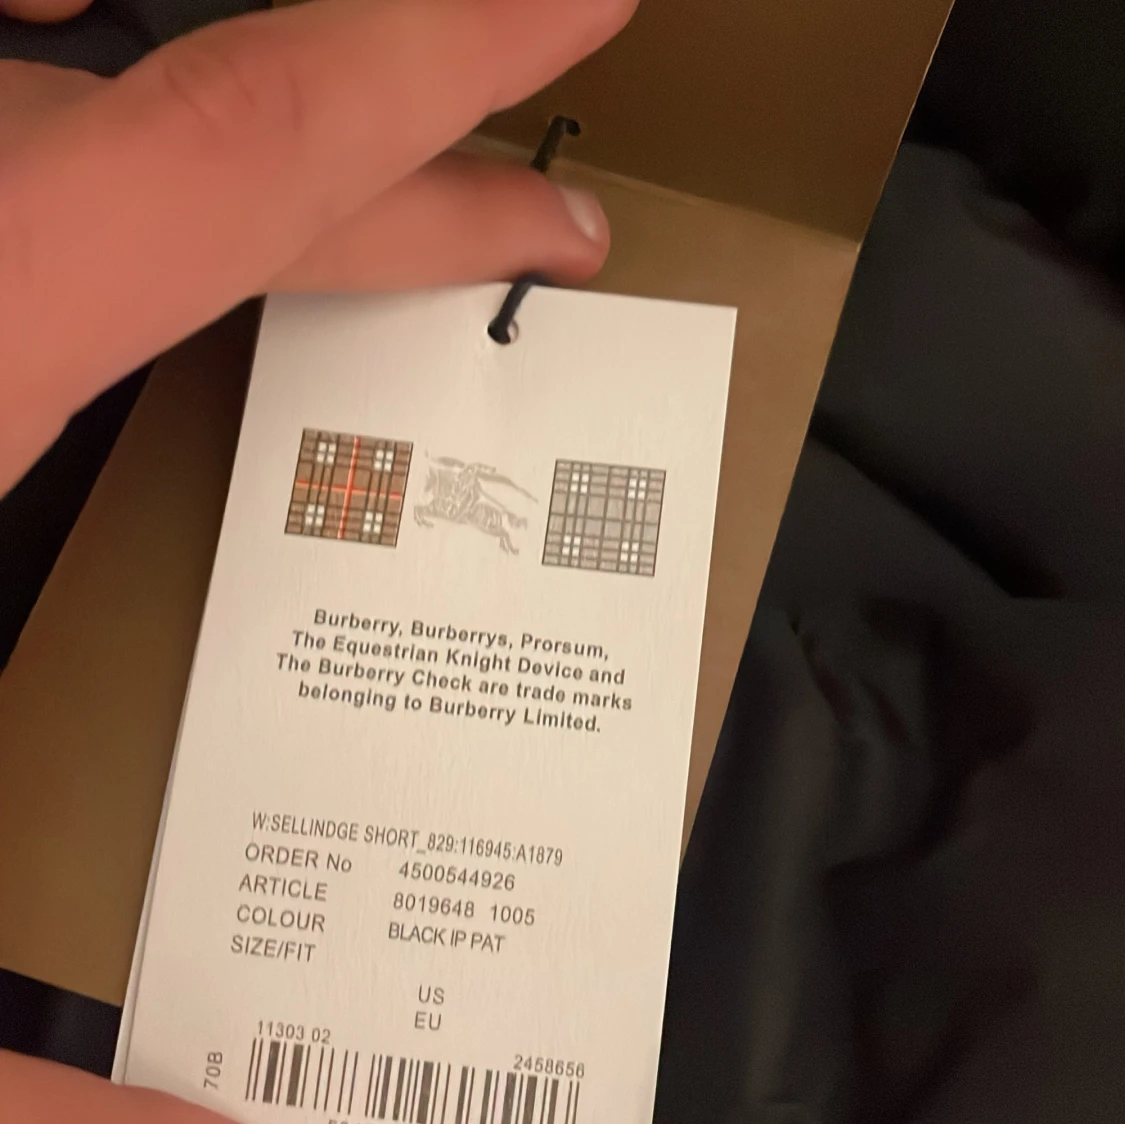 Burberry, Burberrys, Prorsum,
The Equestrian Knight Device and
The Burberry Check are trade marks
belonging to Burberry Limited.
W:SELLINDGE SHORT_829:116945:A1879
ORDER No 4500544926
ARTICLE 8019648 1005
COLOUR BLACK IP PAT
SIZE/FIT
US
EU
11303 02
2458656
70B